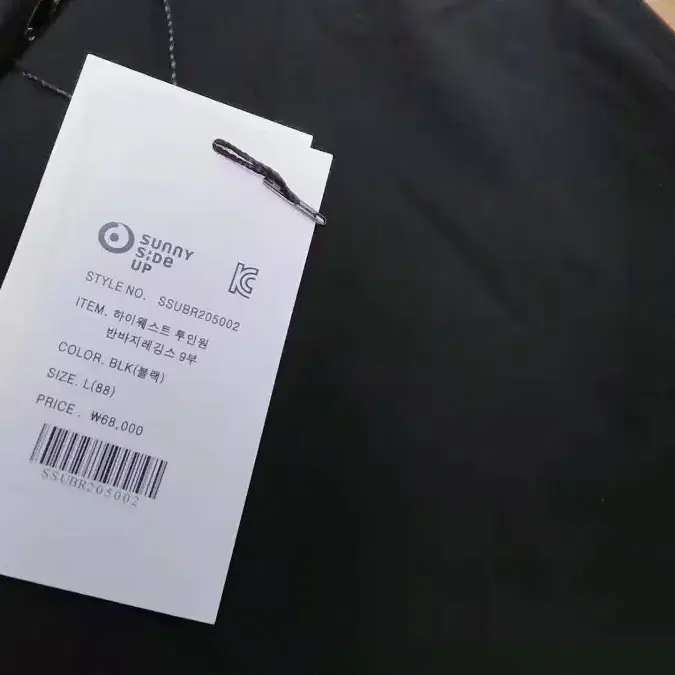 sunny
side
UP
STYLE NO. SSUBR205002
ITEM. 하이웨스트 투인원
반바지레깅스 9부
COLOR. BLK(블랙)
SIZE. L(88)
PRICE. ₩68,000
SSUBR205002